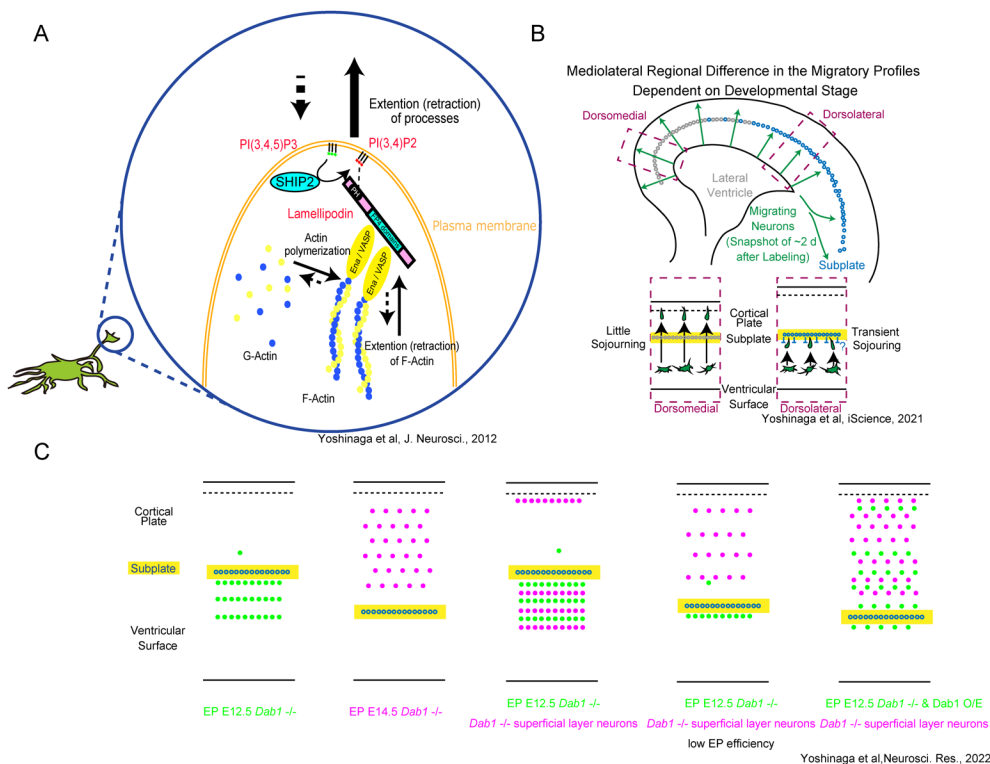 A
Extention (retraction)
of processes
PI(3,4,5)P3
PI(3,4)P2
SHIP2
PH
Lamellipodin
Plasma membrane
Actin
polymerization
Ena / VASP
Ena / VASP
G-Actin
Extention (retraction)
of F-Actin
F-Actin
Yoshinaga et al, J. Neurosci., 2012
B
Mediolateral Regional Difference in the Migratory Profiles
Dependent on Developmental Stage
Dorsomedial
Dorsolateral
Lateral
Ventricle
Migrating
Neurons
(Snapshot of ~2 d
after Labeling)
Subplate
Little
Sojourning
Cortical
Plate
Subplate
Transient
Sojouring
?
Ventricular
Surface
Dorsomedial
Dorsolateral
Yoshinaga et al, iScience, 2021
C
Cortical
Plate
Subplate
Ventricular
Surface
EP E12.5 Dab1 -/-
EP E14.5 Dab1 -/-
EP E12.5 Dab1 -/-
Dab1 -/- superficial layer neurons
EP E12.5 Dab1 -/-
Dab1 -/- superficial layer neurons
low EP efficiency
EP E12.5 Dab1 -/- & Dab1 O/E
Dab1 -/- superficial layer neurons
Yoshinaga et al,Neurosci. Res., 2022